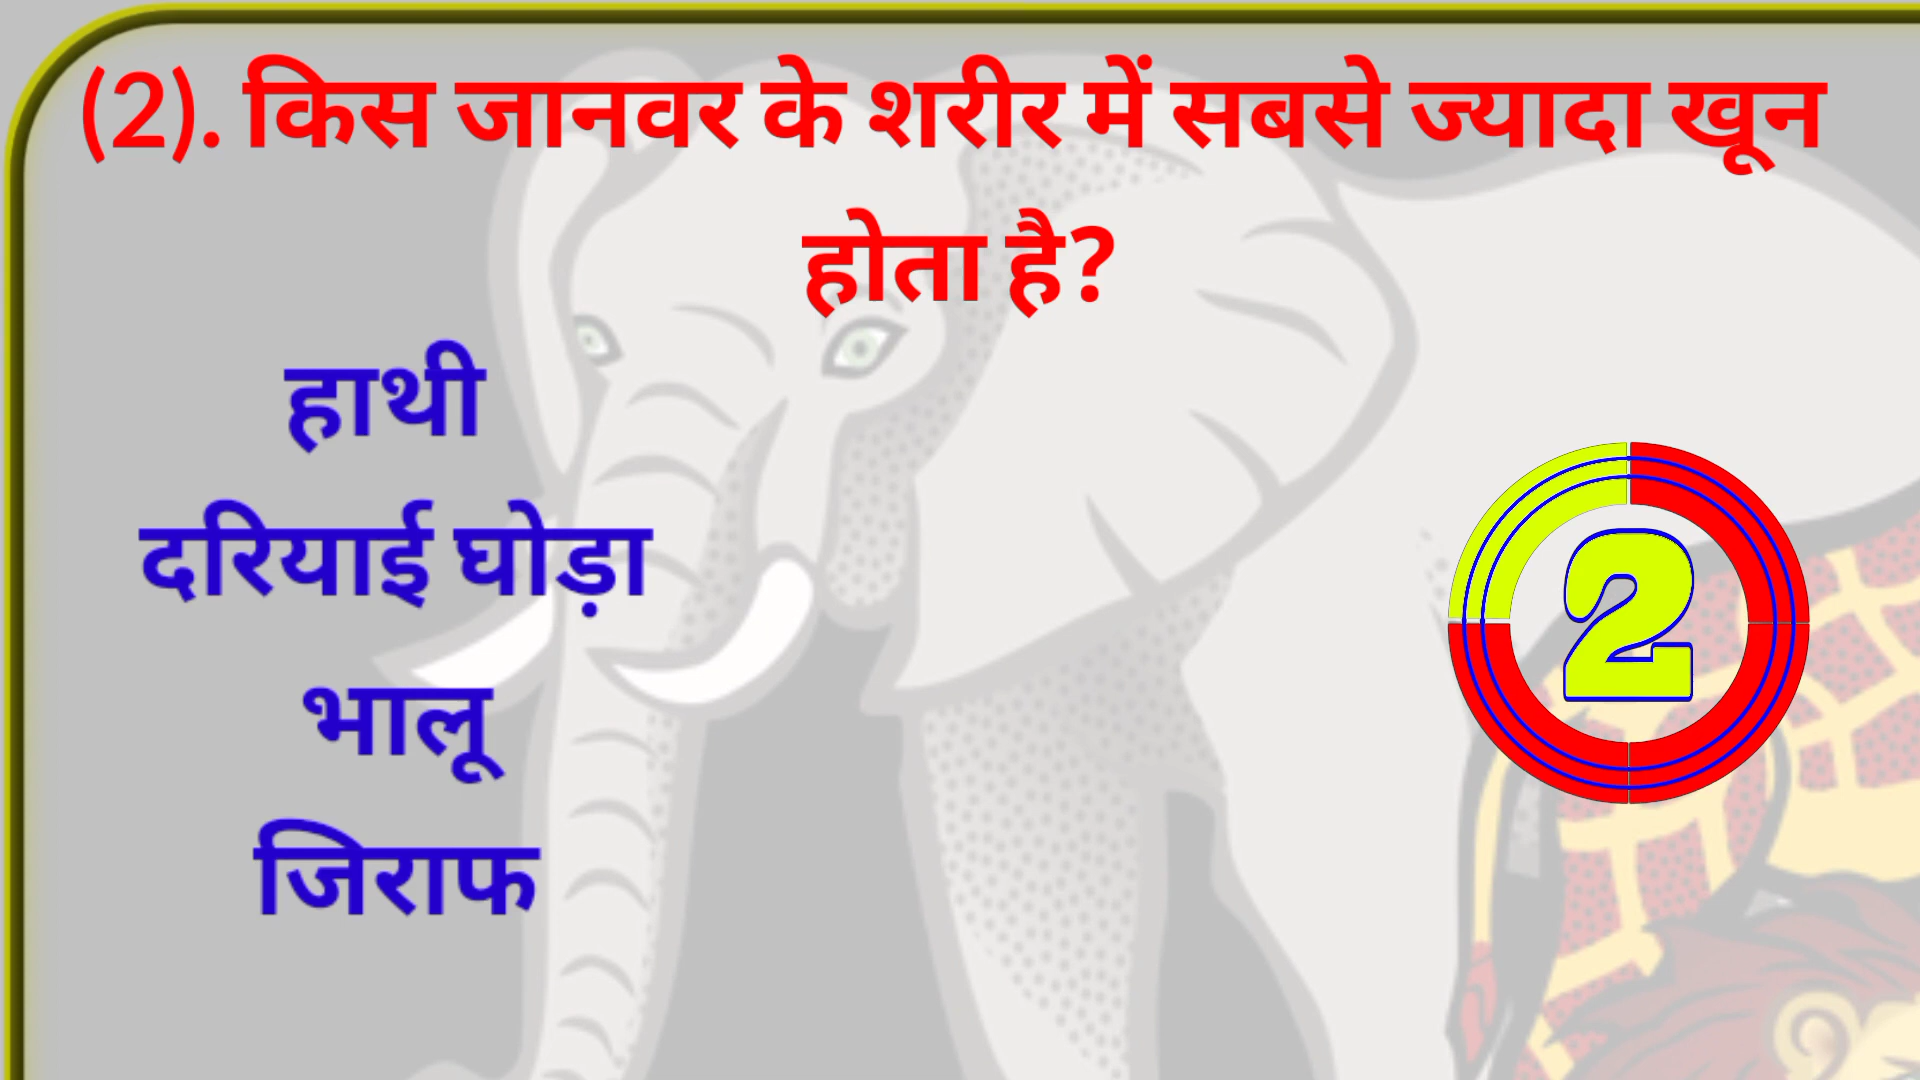 (2). किस जानवर के शरीर में सबसे ज्यादा खून
होता है?
हाथी
दरियाई घोड़ा
भालू
जिराफ
2